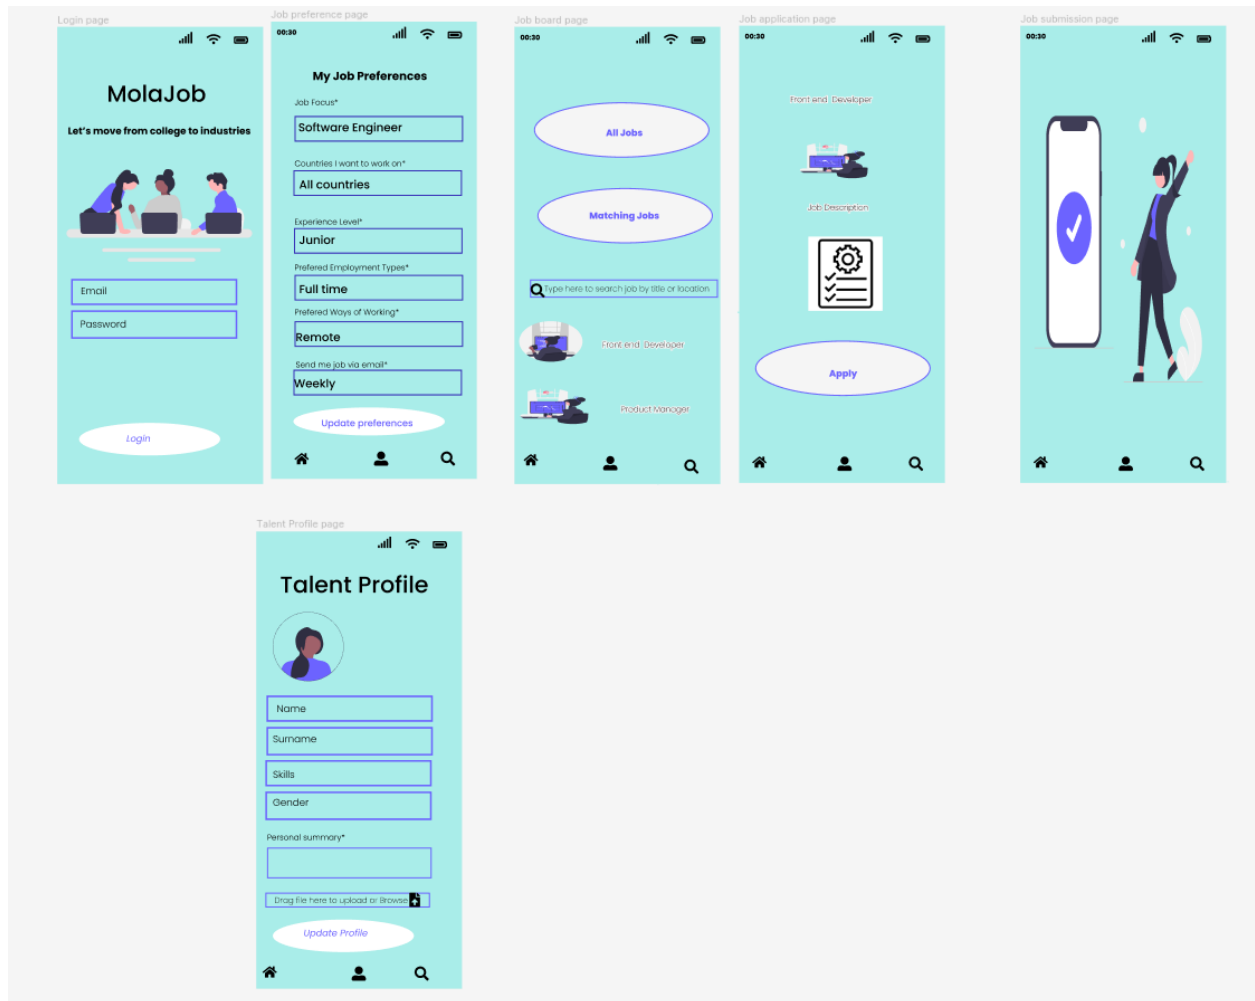 Login page
MolaJob
Let's move from college to industries
Email
Password
Login
Job preference page
00:30
My Job Preferences
Job Focus*
Software Engineer
Countries I want to work on*
All countries
Experience Level*
Junior
Prefered Employment Types*
Full time
Prefered Ways of Working*
Remote
Send me job via email*
Weekly
Update preferences
Job board page
00:30
All Jobs
Matching Jobs
Type here to search job by title or location
Front end Developer
Product Manager
Job application page
00:30
Front end Developer
Job Description
Apply
Job submission page
00:30
Talent Profile page
Talent Profile
Name
Surname
Skills
Gender
Personal summary*
Drag file here to upload or Browse
Update Profile